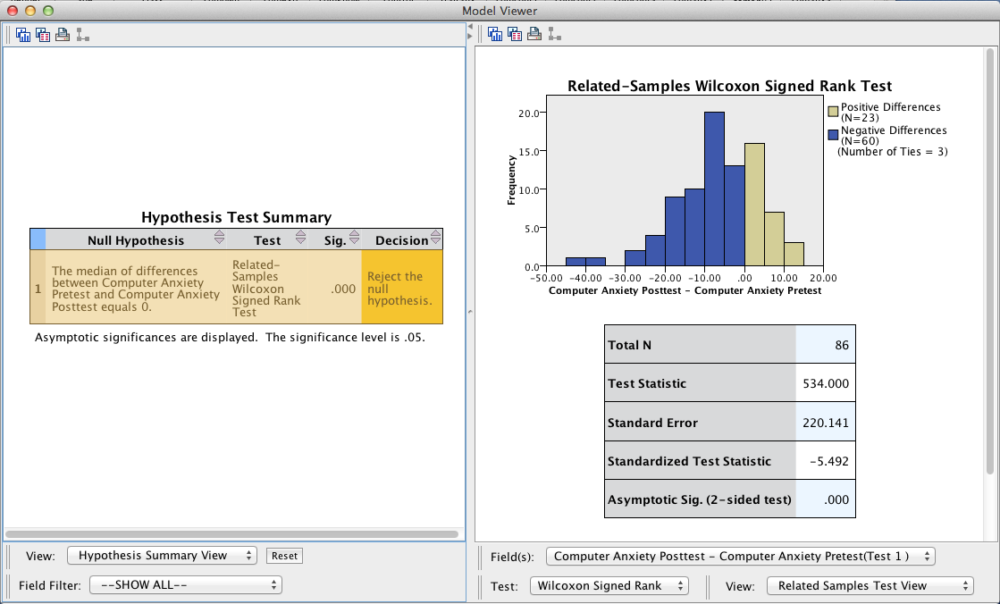 Model Viewer
Hypothesis Test Summary
Null Hypothesis Test Sig. Decision
1
The median of differences
between Computer Anxiety
Pretest and Computer Anxiety
Posttest equals 0.
Related-
Samples
Wilcoxon
Signed Rank
Test
.000
Reject the
null
hypothesis.
Asymptotic significances are displayed.  The significance level is .05.
View: Hypothesis Summary View Reset
Field Filter: --SHOW ALL--
Related-Samples Wilcoxon Signed Rank Test
Frequency
20.0
15.0
10.0
5.0
0.0
-50.00 -40.00 -30.00 -20.00 -10.00 .00 10.00 20.00
Computer Anxiety Posttest - Computer Anxiety Pretest
Positive Differences
(N=23)
Negative Differences
(N=60)
(Number of Ties = 3)
Total N 86
Test Statistic 534.000
Standard Error 220.141
Standardized Test Statistic -5.492
Asymptotic Sig. (2-sided test) .000
Field(s): Computer Anxiety Posttest - Computer Anxiety Pretest(Test 1 )
Test: Wilcoxon Signed Rank View: Related Samples Test View